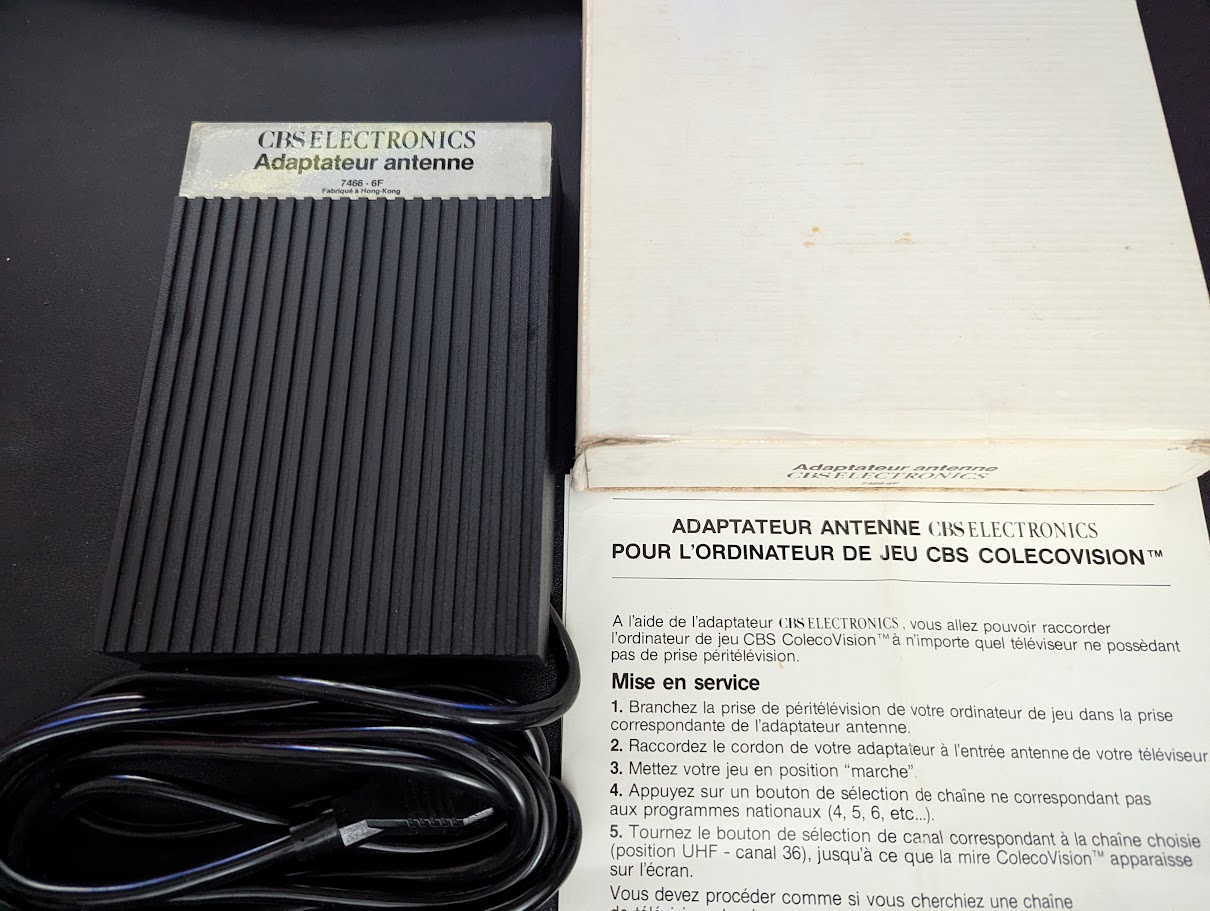 CBS ELECTRONICS
Adaptateur antenne
7466 - 6F
Fabriqué à Hong-Kong
Adaptateur antenne
CBS ELECTRONICS
7466 6F
ADAPTATEUR ANTENNE CBS ELECTRONICS
POUR L'ORDINATEUR DE JEU CBS COLECOVISION™
A l'aide de l'adaptateur CBS ELECTRONICS, vous allez pouvoir raccorder
l'ordinateur de jeu CBS ColecoVision™ à n'importe quel téléviseur ne possèdant
pas de prise péritélévision.
Mise en service
1. Branchez la prise de péritélévision de votre ordinateur de jeu dans la prise
correspondante de l'adaptateur antenne.
2. Raccordez le cordon de votre adaptateur à l'entrée antenne de votre téléviseur
3. Mettez votre jeu en position "marche".
4. Appuyez sur un bouton de sélection de chaîne ne correspondant pas
aux programmes nationaux (4, 5, 6, etc...).
5. Tournez le bouton de sélection de canal correspondant à la chaîne choisie
(position UHF - canal 36), jusqu'à ce que la mire ColecoVision™ apparaisse
sur l'écran.
Vous devez procéder comme si vous cherchiez une chaîne